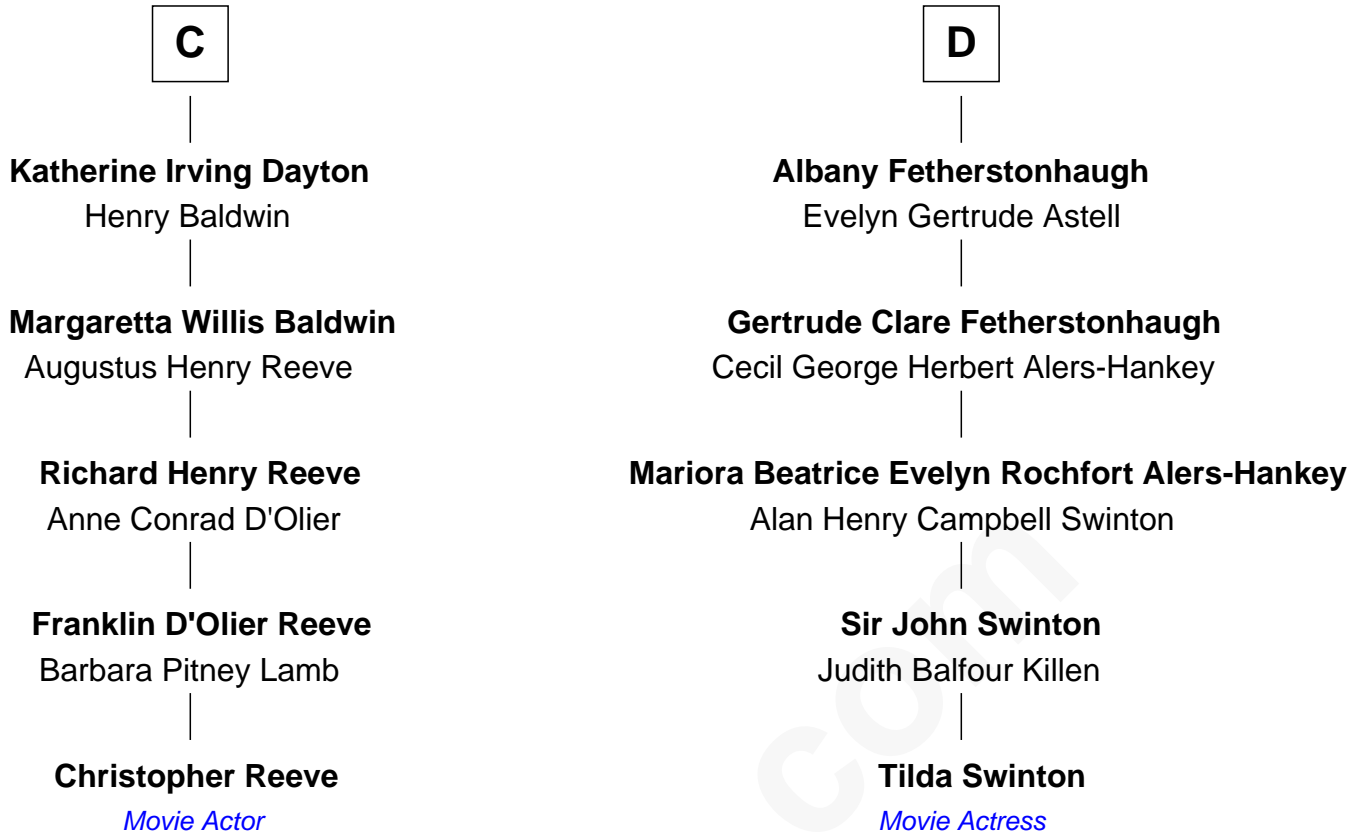 C
Katherine Irving Dayton
Henry Baldwin
Margaretta Willis Baldwin
Augustus Henry Reeve
Richard Henry Reeve
Anne Conrad D'Olier
Franklin D'Olier Reeve
Barbara Pitney Lamb
Christopher Reeve
Movie Actor
D
Albany Fetherstonhaugh
Evelyn Gertrude Astell
Gertrude Clare Fetherstonhaugh
Cecil George Herbert Alers-Hankey
Mariora Beatrice Evelyn Rochfort Alers-Hankey
Alan Henry Campbell Swinton
Sir John Swinton
Judith Balfour Killen
Tilda Swinton
Movie Actress
com